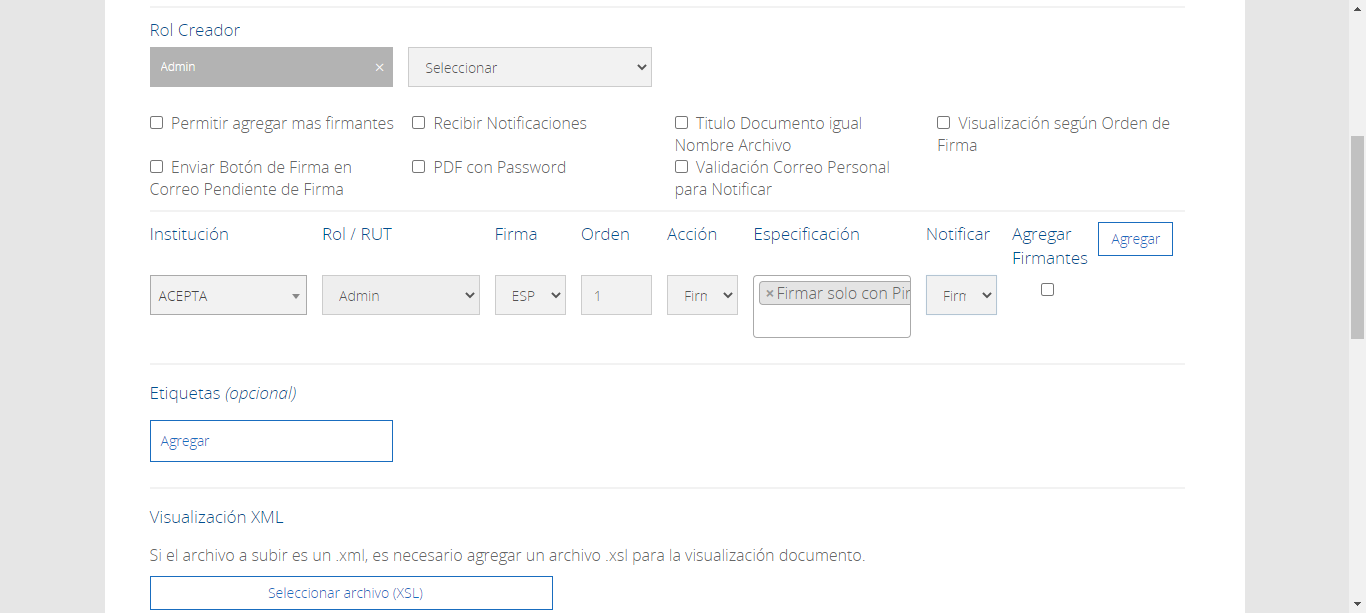 Rol Creador
Admin × Seleccionar
Permitir agregar mas firmantes Recibir Notificaciones Titulo Documento igual Visualización según Orden de
Nombre Archivo Firma
Enviar Botón de Firma en PDF con Password Validación Correo Personal
Correo Pendiente de Firma para Notificar
Institución Rol / RUT Firma Orden Acción Especificación Notificar Agregar Agregar
Firmantes
ACEPTA Admin ESP 1 Firm × Firmar solo con Pin Firm
Etiquetas (opcional)
Agregar
Visualización XML
Si el archivo a subir es un .xml, es necesario agregar un archivo .xsl para la visualización documento.
Seleccionar archivo (XSL)